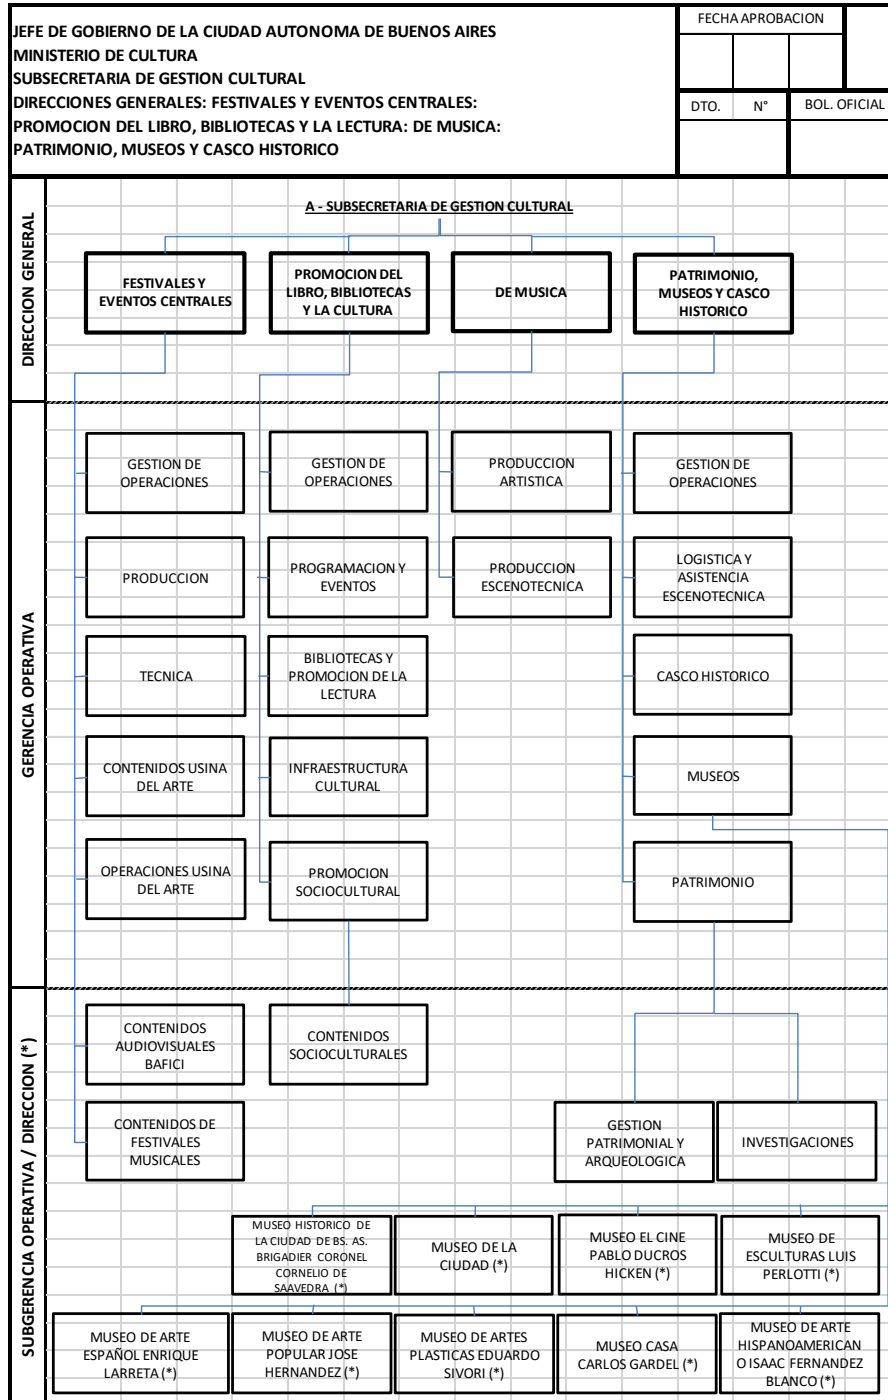 JEFE DE GOBIERNO DE LA CIUDAD AUTONOMA DE BUENOS AIRES
MINISTERIO DE CULTURA
SUBSECRETARIA DE GESTION CULTURAL
DIRECCIONES GENERALES: FESTIVALES Y EVENTOS CENTRALES:
PROMOCION DEL LIBRO, BIBLIOTECAS Y LA LECTURA: DE MUSICA:
PATRIMONIO, MUSEOS Y CASCO HISTORICO
FECHA APROBACION
DTO.
N°
BOL. OFICIAL
DIRECCION GENERAL
A - SUBSECRETARIA DE GESTION CULTURAL
FESTIVALES Y
EVENTOS CENTRALES
PROMOCION DEL
LIBRO, BIBLIOTECAS
Y LA CULTURA
DE MUSICA
PATRIMONIO,
MUSEOS Y CASCO
HISTORICO
GERENCIA OPERATIVA
GESTION DE
OPERACIONES
GESTION DE
OPERACIONES
PRODUCCION
ARTISTICA
GESTION DE
OPERACIONES
PRODUCCION
PROGRAMACION Y
EVENTOS
PRODUCCION
ESCENOTECNICA
LOGISTICA Y
ASISTENCIA
ESCENOTECNICA
TECNICA
BIBLIOTECAS Y
PROMOCION DE LA
LECTURA
CASCO HISTORICO
CONTENIDOS USINA
DEL ARTE
INFRAESTRUCTURA
CULTURAL
MUSEOS
OPERACIONES USINA
DEL ARTE
PROMOCION
SOCIOCULTURAL
PATRIMONIO
SUBGERENCIA OPERATIVA / DIRECCION (*)
CONTENIDOS
AUDIOVISUALES
BAFICI
CONTENIDOS
SOCIOCULTURALES
CONTENIDOS DE
FESTIVALES
MUSICALES
GESTION
PATRIMONIAL Y
ARQUEOLOGICA
INVESTIGACIONES
MUSEO HISTORICO DE
LA CIUDAD DE BS. AS.
BRIGADIER CORONEL
CORNELIO DE
SAAVEDRA (*)
MUSEO DE LA
CIUDAD (*)
MUSEO EL CINE
PABLO DUCROS
HICKEN (*)
MUSEO DE
ESCULTURAS LUIS
PERLOTTI (*)
MUSEO DE ARTE
ESPAÑOL ENRIQUE
LARRETA (*)
MUSEO DE ARTE
POPULAR JOSE
HERNANDEZ (*)
MUSEO DE ARTES
PLASTICAS EDUARDO
SIVORI (*)
MUSEO CASA
CARLOS GARDEL (*)
MUSEO DE ARTE
HISPANOAMERICAN
O ISAAC FERNANDEZ
BLANCO (*)